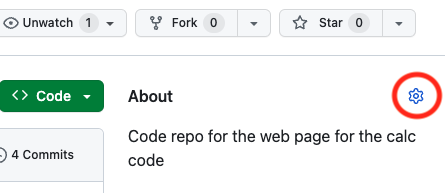 Unwatch 1 Fork 0 Star 0
<> Code About
Code repo for the web page for the calc
4 Commits code